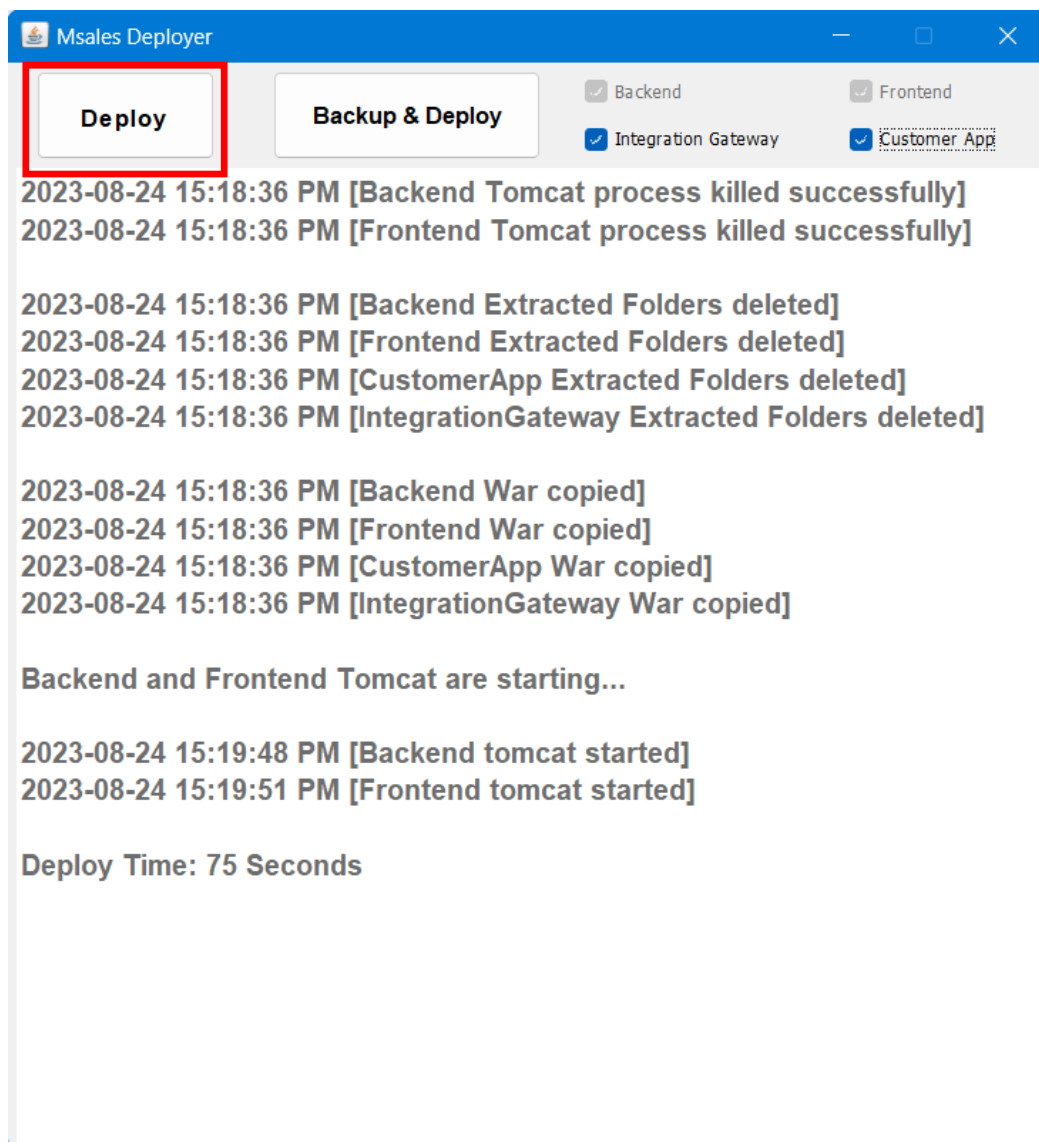 Msales Deployer
Deploy
Backup & Deploy
Backend
Frontend
Integration Gateway
Customer App
2023-08-24 15:18:36 PM [Backend Tomcat process killed successfully]
2023-08-24 15:18:36 PM [Frontend Tomcat process killed successfully]
2023-08-24 15:18:36 PM [Backend Extracted Folders deleted]
2023-08-24 15:18:36 PM [Frontend Extracted Folders deleted]
2023-08-24 15:18:36 PM [CustomerApp Extracted Folders deleted]
2023-08-24 15:18:36 PM [IntegrationGateway Extracted Folders deleted]
2023-08-24 15:18:36 PM [Backend War copied]
2023-08-24 15:18:36 PM [Frontend War copied]
2023-08-24 15:18:36 PM [CustomerApp War copied]
2023-08-24 15:18:36 PM [IntegrationGateway War copied]
Backend and Frontend Tomcat are starting...
2023-08-24 15:19:48 PM [Backend tomcat started]
2023-08-24 15:19:51 PM [Frontend tomcat started]
Deploy Time: 75 Seconds